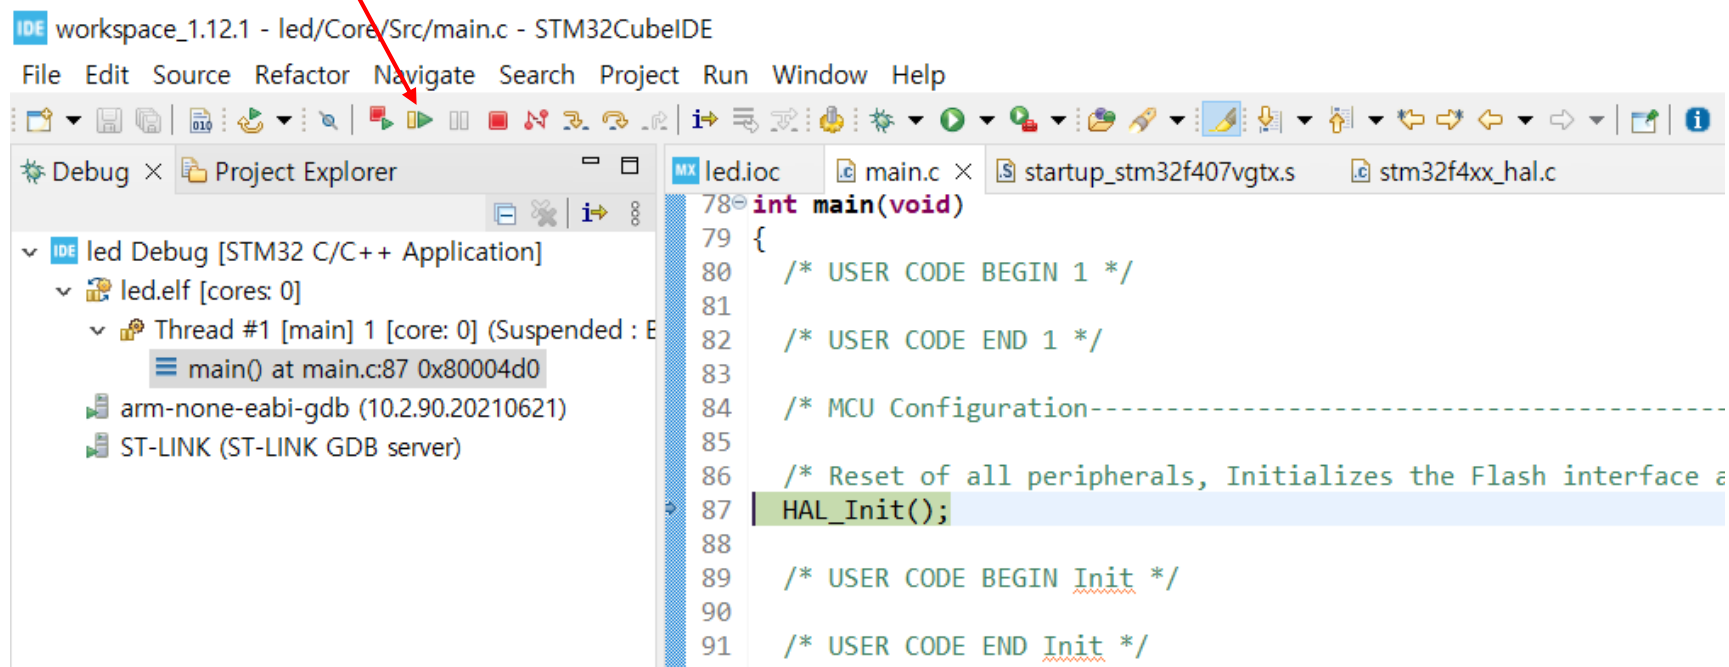 IDE workspace_1.12.1 - led/Core/Src/main.c - STM32CubeIDE
File Edit Source Refactor Navigate Search Project Run Window Help
010
Debug Project Explorer
MX led.ioc .c main.c S startup_stm32f407vgtx.s .c stm32f4xx_hal.c
IDE led Debug [STM32 C/C++ Application]
led.elf [cores: 0]
Thread #1 [main] 1 [core: 0] (Suspended :
main() at main.c:87 0x80004d0
arm-none-eabi-gdb (10.2.90.20210621)
ST-LINK (ST-LINK GDB server)
78 int main(void)
79 {
80 /* USER CODE BEGIN 1 */
81
82 /* USER CODE END 1 */
83
84 /* MCU Configuration-----------------------------------------
85
86 /* Reset of all peripherals, Initializes the Flash interface a
87 HAL_Init();
88
89 /* USER CODE BEGIN Init */
90
91 /* USER CODE END Init */